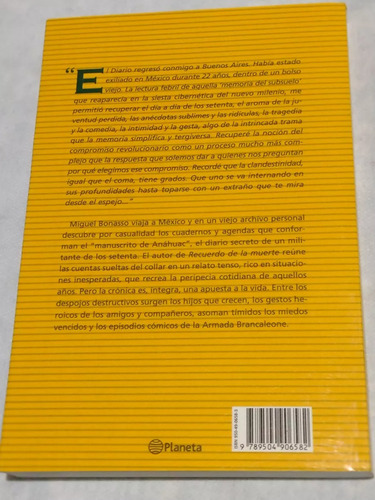 “El Diario regresó conmigo a Buenos Aires. Había estado
exiliado en México durante 22 años, dentro de un bolso
viejo. La lectura febril de aquella ‘memoria del subsuelo’
que reaparecía en la siesta cibernética del nuevo milenio, me
permitió recuperar el día a día de los setenta, el aroma de la ju-
ventud perdida, las anécdotas sublimes y las ridículas, la tragedia
y la comedia, la intimidad y la gesta, algo de la intrincada trama
que la memoria simplifica y tergiversa. Recuperé la noción del
compromiso revolucionario como un proceso mucho más com-
plejo que la respuesta que solemos dar a quienes nos preguntan
por qué elegimos ese compromiso. Recordé que la clandestinidad,
igual que el coma, tiene grados. Que uno se va internando en
sus profundidades hasta toparse con un extraño que te mira
desde el espejo...”
Miguel Bonasso viaja a México y en un viejo archivo personal
descubre por casualidad los cuadernos y agendas que confor-
man el “manuscrito de Anáhuac”, el diario secreto de un mili-
tante de los setenta. El autor de Recuerdo de la muerte reúne
las cuentas sueltas del collar en un relato tenso, rico en situacio-
nes inesperadas, que recrea la peripecia cotidiana de aquellos
años. Pero la crónica es, íntegra, una apuesta a la vida. Entre los
despojos destructivos surgen los hijos que crecen, los gestos he-
roicos de los amigos y compañeros, asoman tímidos los miedos
vencidos y los episodios cómicos de la Armada Brancaleone.
Planeta
9 789504 906582